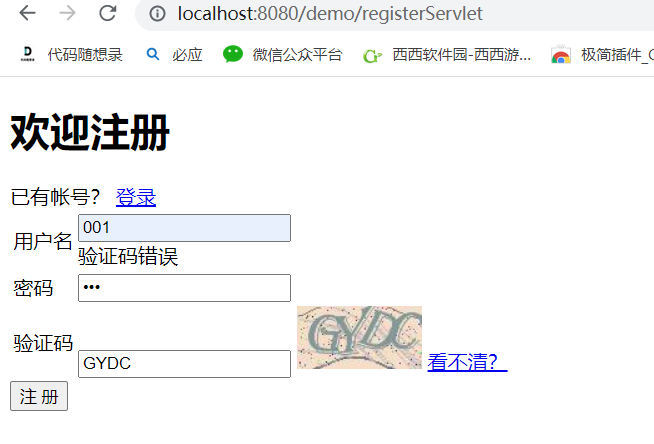 localhost:8080/demo/registerServlet
代码随想录 必应 微信公众平台 西西软件园-西西游... 极简插件_C
欢迎注册
已有帐号？ 登录
用户名 001
验证码错误
密码 •••
GYDC
验证码 GYDC 看不清？
注 册